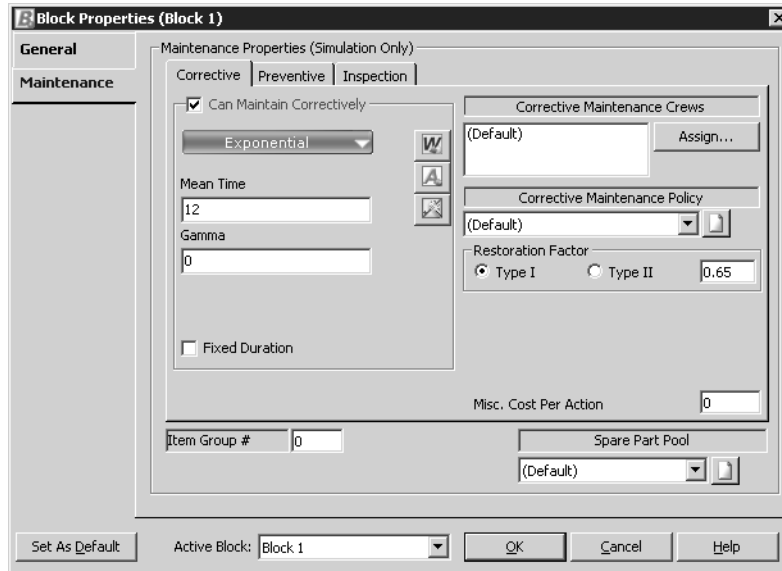 Block Properties (Block 1)
General
Maintenance
Maintenance Properties (Simulation Only)
Corrective Preventive Inspection
Can Maintain Correctively
Exponential
Mean Time
12
Gamma
0
Fixed Duration
W
A
Corrective Maintenance Crews
(Default)
Assign...
Corrective Maintenance Policy
(Default)
Restoration Factor
Type I Type II 0.65
Misc. Cost Per Action 0
Item Group # 0
Spare Part Pool
(Default)
Set As Default Active Block: Block 1 OK Cancel Help